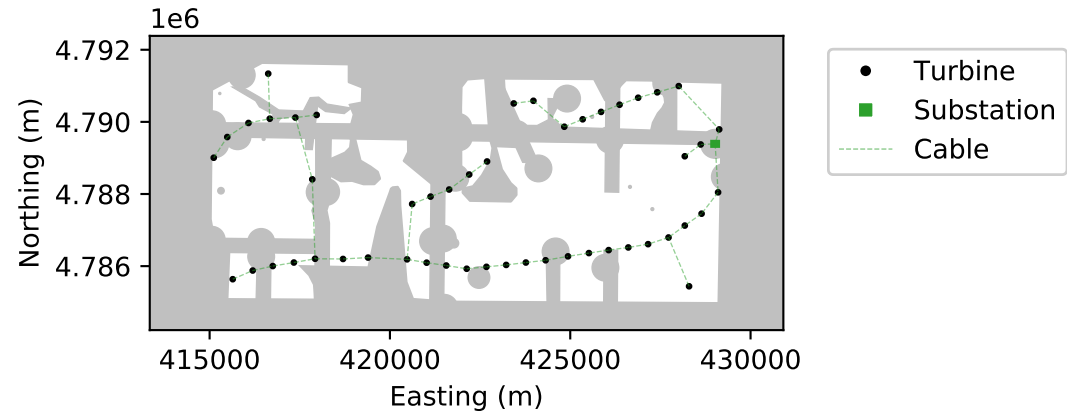 1e6
4.792
4.790
4.788
4.786
Northing (m)
415000 420000 425000 430000
Easting (m)
Turbine
Substation
Cable